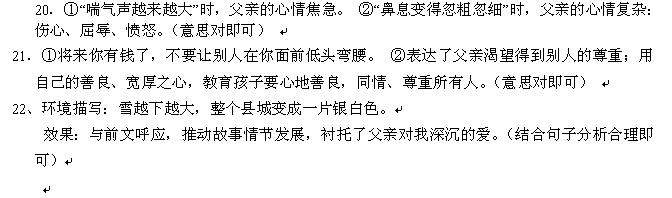 20．①“喘气声越来越大”时，父亲的心情焦急。 ②“鼻息变得忽粗忽细”时，父亲的心情复杂：
伤心、屈辱、愤怒。（意思对即可） ↵
21．①将来你有钱了，不要让别人在你面前低头弯腰。 ②表达了父亲渴望得到别人的尊重；用
自己的善良、宽厚之心，教育孩子要心地善良，同情、尊重所有人。（意思对即可） ↵
22、环境描写：雪越下越大，整个县城变成一片银白色。↵
效果：与前文呼应，推动故事情节发展，衬托了父亲对我深沉的爱。（结合句子分析合理即
可）↵
↵